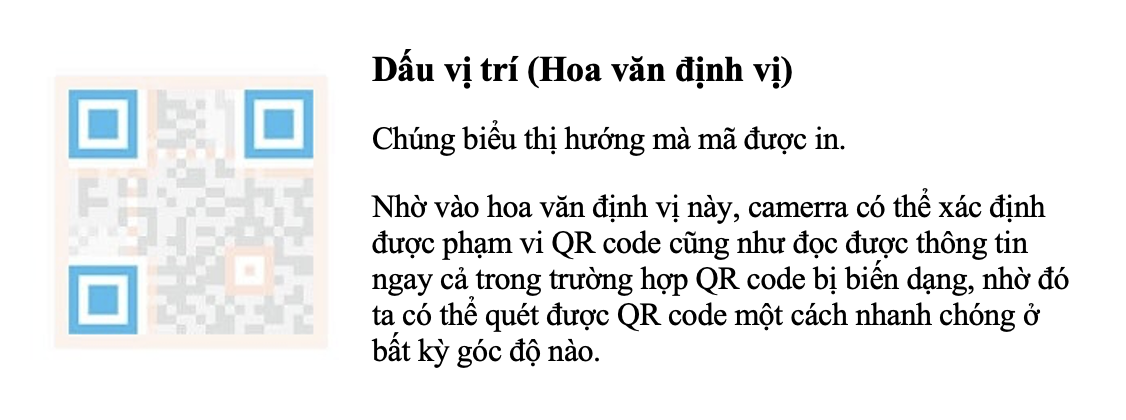 Dấu vị trí (Hoa văn định vị)
Chúng biểu thị hướng mà mã được in.
Nhờ vào hoa văn định vị này, camerra có thể xác định
được phạm vi QR code cũng như đọc được thông tin
ngay cả trong trường hợp QR code bị biến dạng, nhờ đó
ta có thể quét được QR code một cách nhanh chóng ở
bất kỳ góc độ nào.